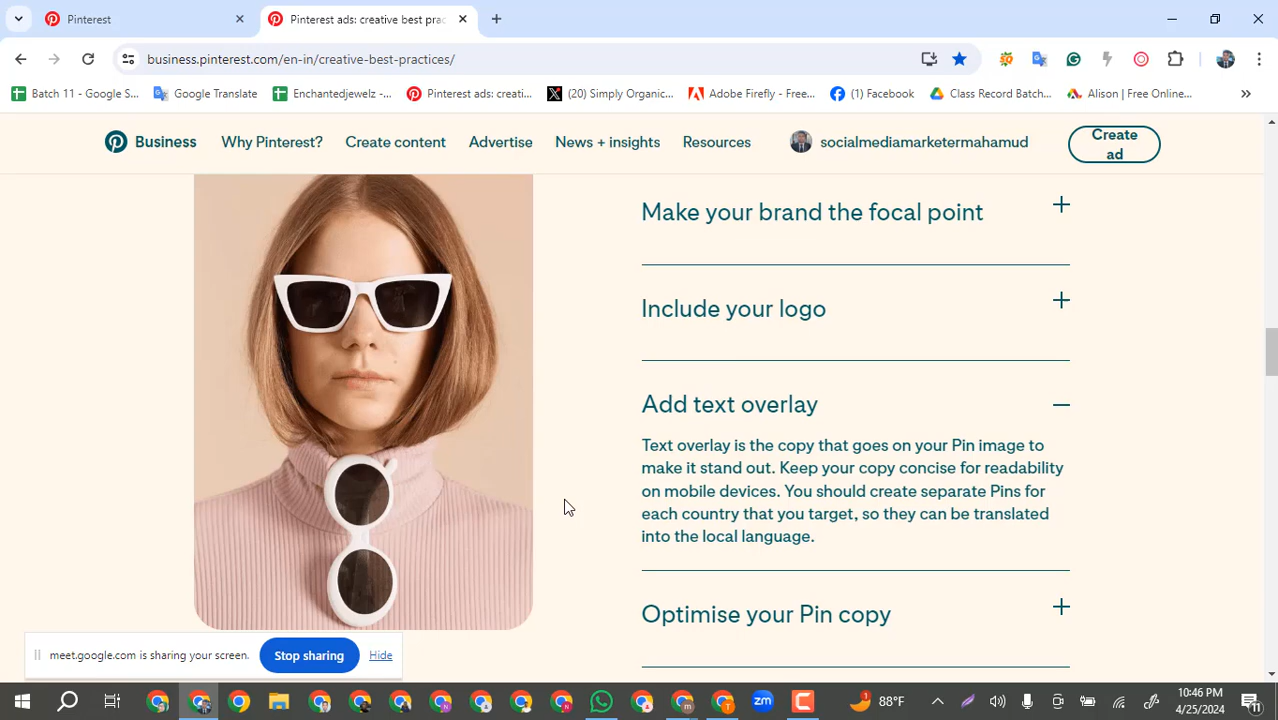 Pinterest
Pinterest ads: creative best prac
business.pinterest.com/en-in/creative-best-practices/
Batch 11 - Google S...
Google Translate
Enchantedjewelz - ...
Pinterest ads: creati...
(20) Simply Organic...
Adobe Firefly - Free...
(1) Facebook
Class Record Batch...
Alison | Free Online...
Business
Why Pinterest?
Create content
Advertise
News + insights
Resources
socialmediamarketermahamud
Create
ad
Make your brand the focal point
Include your logo
Add text overlay
Text overlay is the copy that goes on your Pin image to
make it stand out. Keep your copy concise for readability
on mobile devices. You should create separate Pins for
each country that you target, so they can be translated
into the local language.
Optimise your Pin copy
meet.google.com is sharing your screen.
Stop sharing
Hide
88°F
10:46 PM
4/25/2024